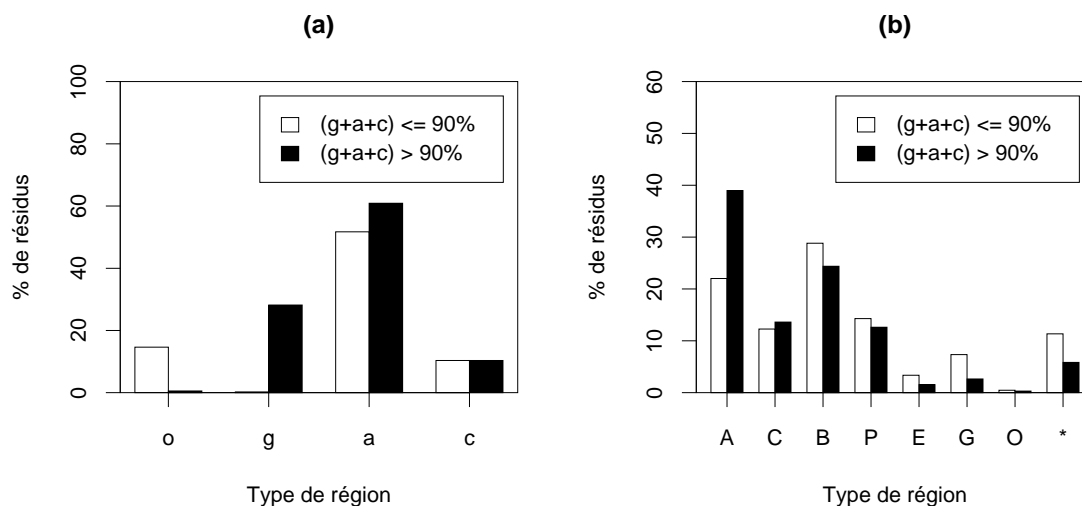 (a)
% de résidus
0
20
40
60
80
100
(g+a+c) <= 90%
(g+a+c) > 90%
o g a c
Type de région
(b)
% de résidus
0
10
20
30
40
50
60
(g+a+c) <= 90%
(g+a+c) > 90%
A C B P E G O *
Type de région